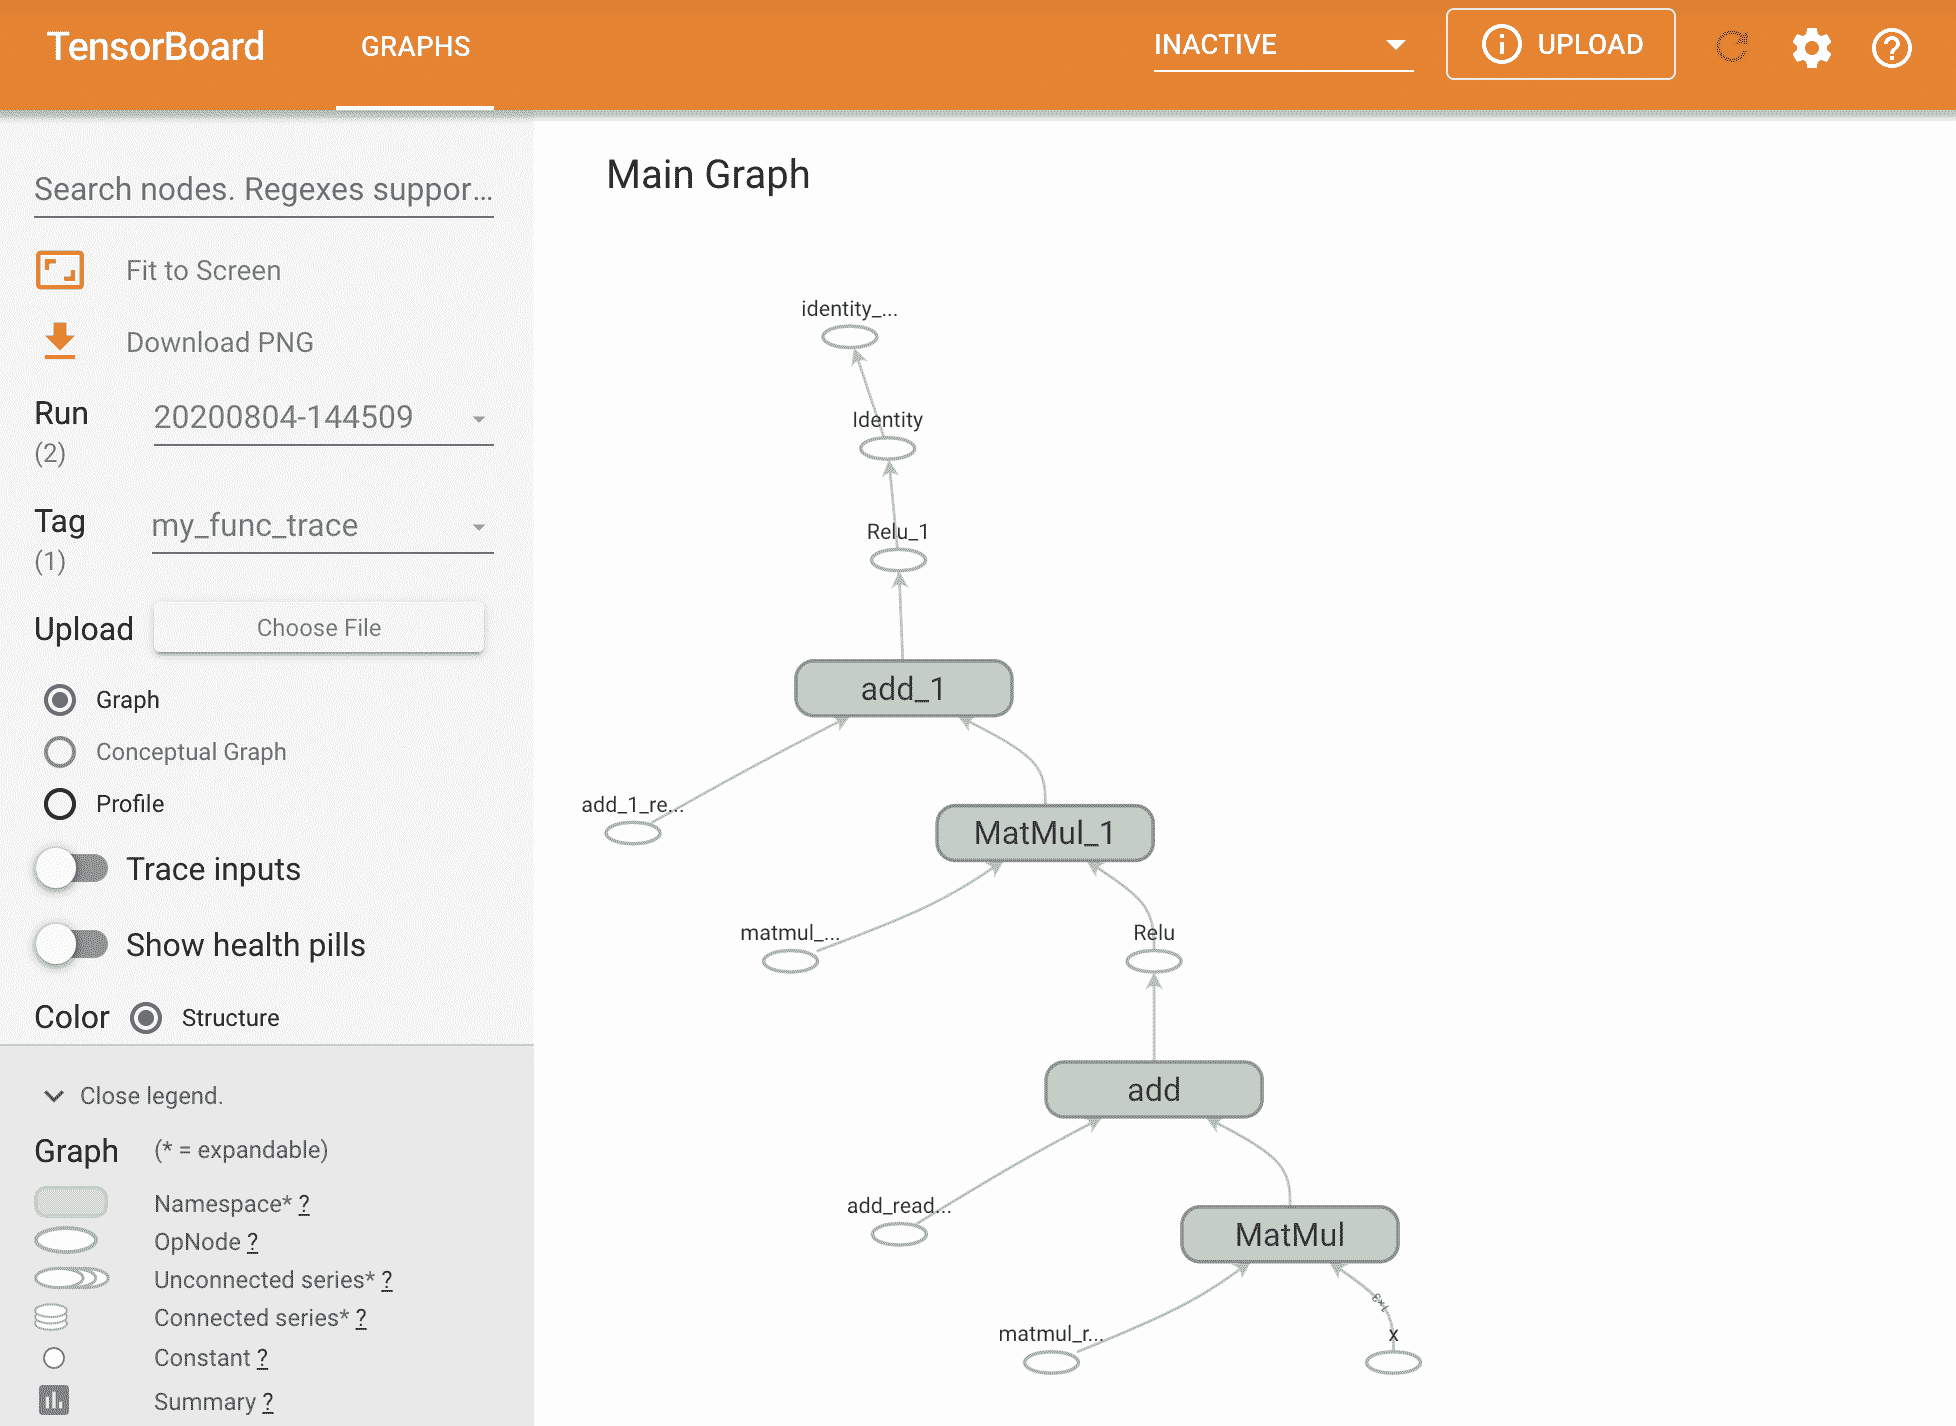 TensorBoard
GRAPHS
INACTIVE
UPLOAD
Search nodes. Regexes suppor...
Fit to Screen
Download PNG
Run
(2)
20200804-144509
Tag
(1)
my_func_trace
Upload
Choose File
Graph
Conceptual Graph
Profile
Trace inputs
Show health pills
Color
Structure
Close legend.
Graph
(* = expandable)
Namespace* ?
OpNode ?
Unconnected series* ?
Connected series* ?
Constant ?
Summary ?
Main Graph
identity_...
Identity
Relu_1
add_1
add_1_re...
MatMul_1
matmul_...
Relu
add
add_read...
MatMul
matmul_r...
x